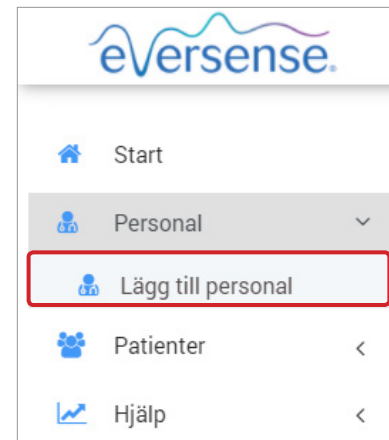 eversense.
Start
Personal
Lägg till personal
Patienter
Hjälp